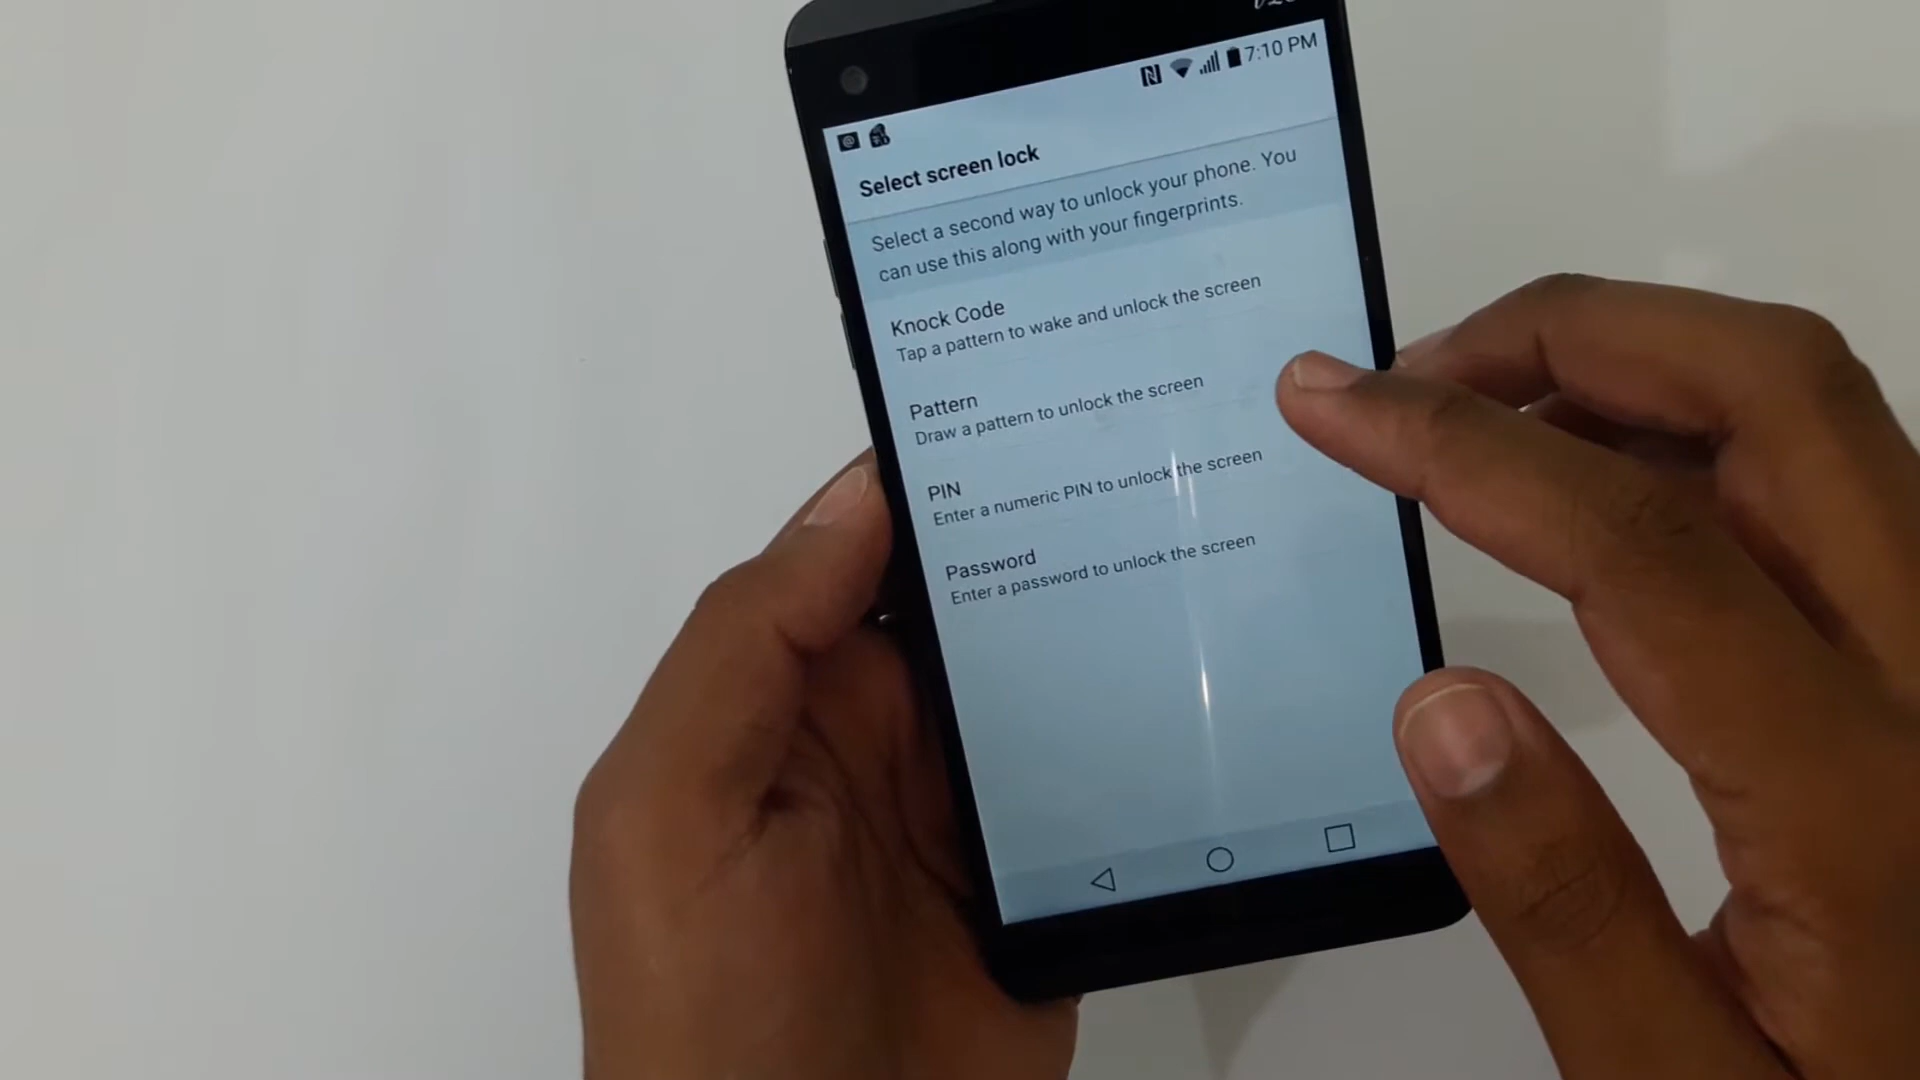 7:10 PM
Select screen lock
Select a second way to unlock your phone. You
can use this along with your fingerprints.
Knock Code
Tap a pattern to wake and unlock the screen
Pattern
Draw a pattern to unlock the screen
PIN
Enter a numeric PIN to unlock the screen
Password
Enter a password to unlock the screen